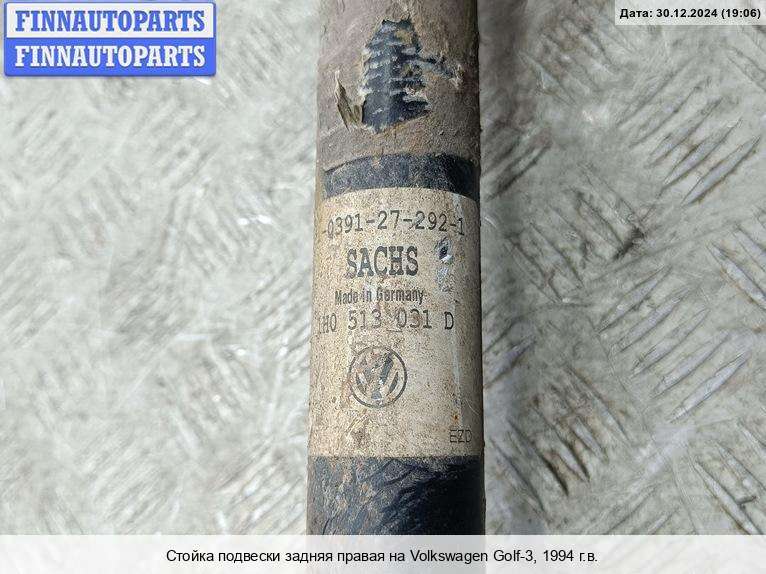 FINNAUTOPARTS
FINNAUTOPARTS
Дата: 30.12.2024 (19:06)
0391-27-292-1
SACHS
Made in Germany
1H0 513 031 D
EZD
Стойка подвески задняя правая на Volkswagen Golf-3, 1994 г.в.